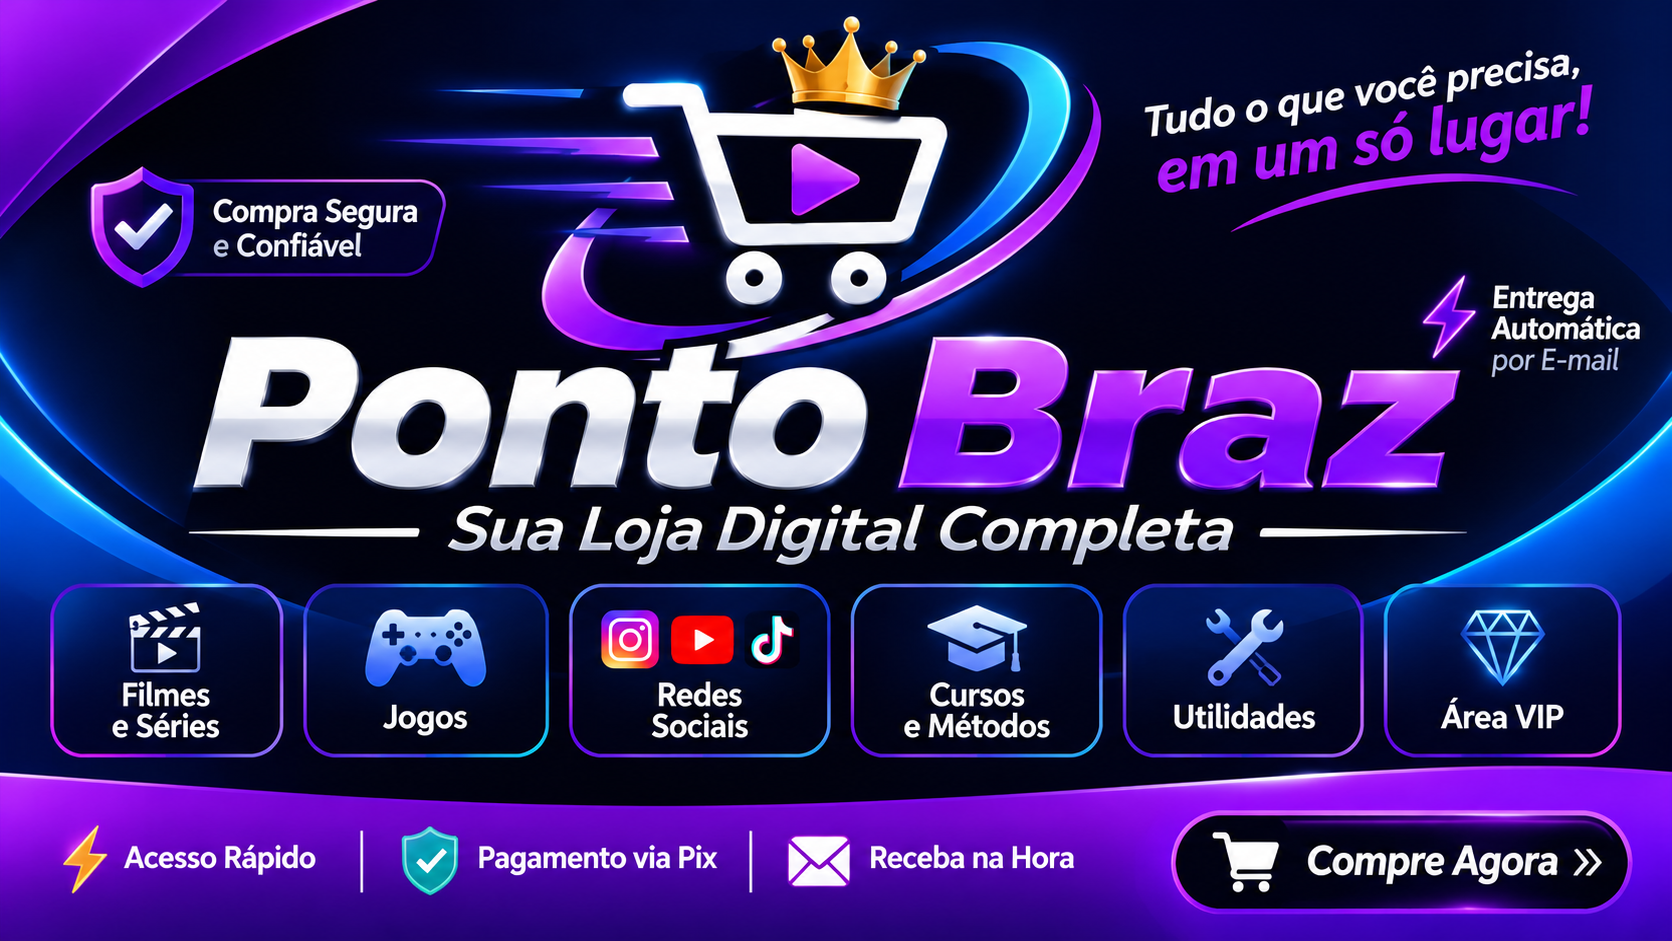 Tudo o que você precisa,
em um só lugar!
Compra Segura
e Confiável
Entrega
Automática
por E-mail
Ponto Braz
Sua Loja Digital Completa
Filmes
e Séries
Jogos
Redes
Sociais
Cursos
e Métodos
Utilidades
Área VIP
Acesso Rápido
Pagamento via Pix
Receba na Hora
Compre Agora »